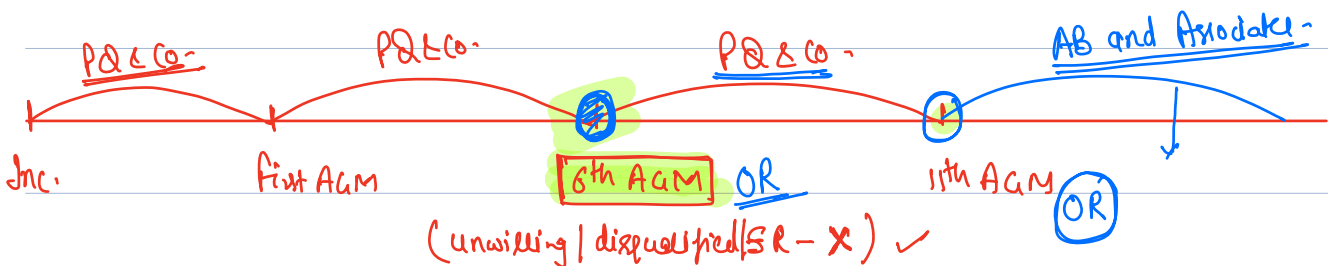 PQ & Co. PQ & Co. PQ & Co. AB and Associates
Inc. First AGM 6th AGM OR 11th AGM OR
(unwilling / disqualified / SR - X) ✓